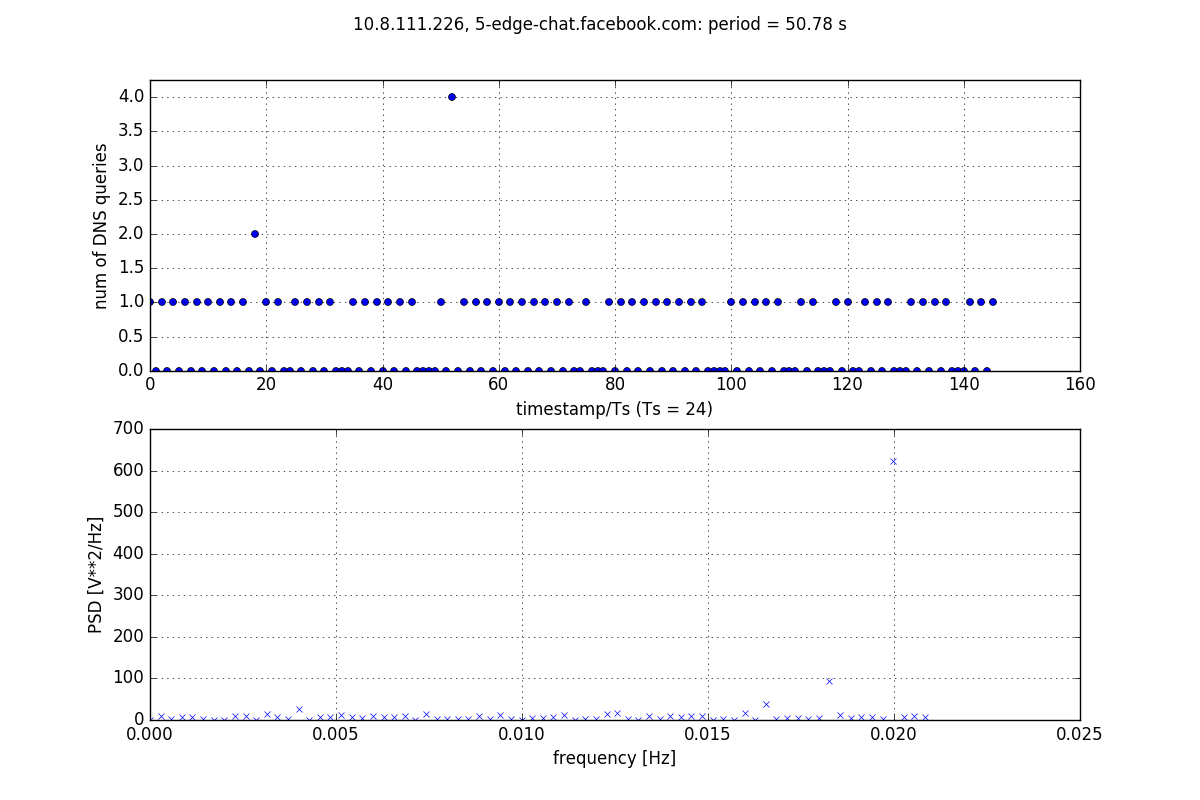 10.8.111.226, 5-edge-chat.facebook.com: period = 50.78 s
num of DNS queries
4.0
3.5
3.0
2.5
2.0
1.5
1.0
0.5
0.0
0 20 40 60 80 100 120 140 160
timestamp/Ts (Ts = 24)
PSD [V**2/Hz]
700
600
500
400
300
200
100
0
0.000 0.005 0.010 0.015 0.020 0.025
frequency [Hz]